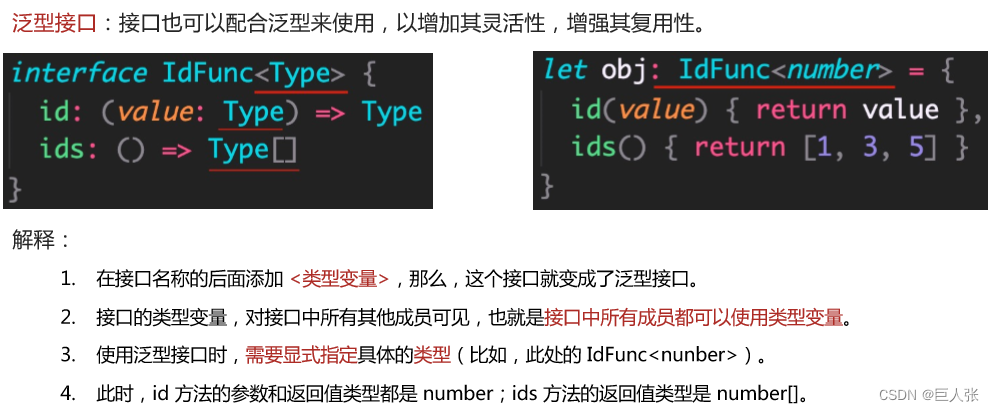 泛型接口：接口也可以配合泛型来使用，以增加其灵活性，增强其复用性。
interface IdFunc<Type> {
id: (value: Type) => Type
ids: () => Type[]
}
let obj: IdFunc<number> = {
id(value) { return value },
ids() { return [1, 3, 5] }
}
解释：
1. 在接口名称的后面添加 <类型变量>，那么，这个接口就变成了泛型接口。
2. 接口的类型变量，对接口中所有其他成员可见，也就是接口中所有成员都可以使用类型变量。
3. 使用泛型接口时，需要显式指定具体的类型（比如，此处的 IdFunc<nunber>）。
4. 此时，id 方法的参数和返回值类型都是 number；ids 方法的返回值类型是 number[]。
CSDN @巨人张